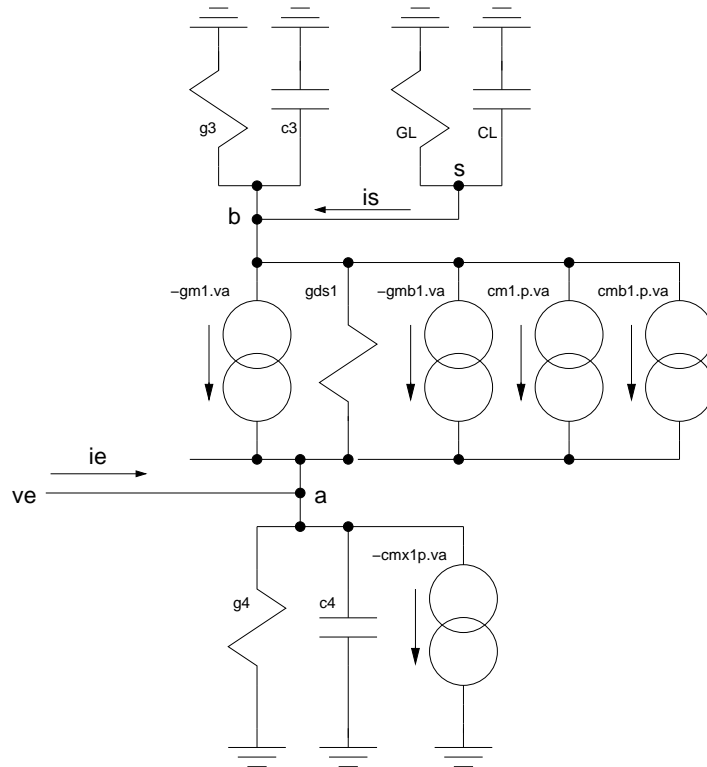 g3 c3 GL CL
s
b is
–gm1.va gds1 –gmb1.va cm1.p.va cmb1.p.va
ie
ve a
–cmx1p.va
g4 c4